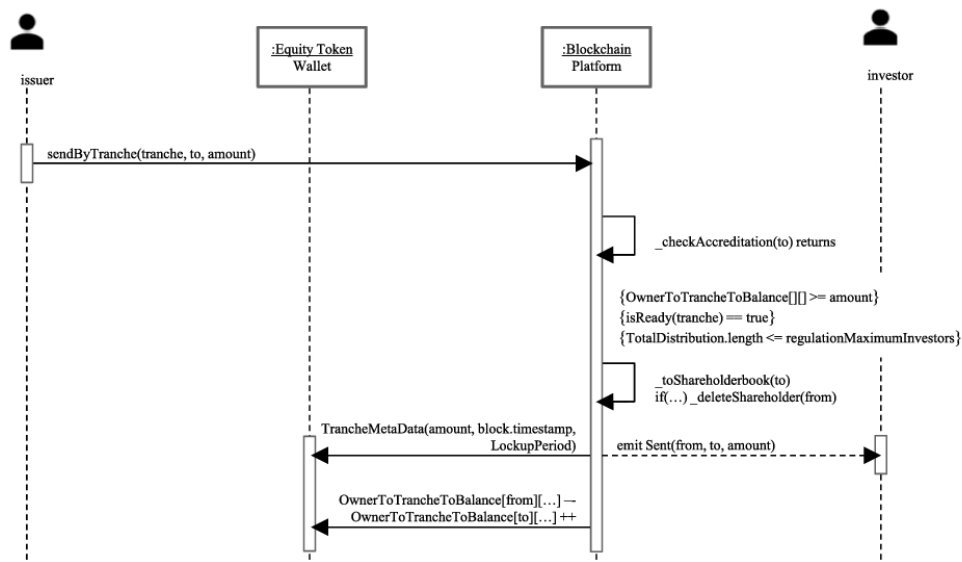 issuer
:Equity Token
Wallet
:Blockchain
Platform
investor
sendByTranche(tranche, to, amount)
_checkAccreditation(to) returns
{OwnerToTrancheToBalance[][] >= amount}
{isReady(tranche) == true}
{TotalDistribution.length <= regulationMaximumInvestors}
_toShareholderbook(to)
if(…) _deleteShareholder(from)
TrancheMetaData(amount, block.timestamp,
LockupPeriod)
emit Sent(from, to, amount)
OwnerToTrancheToBalance[from][…] --
OwnerToTrancheToBalance[to][…] ++